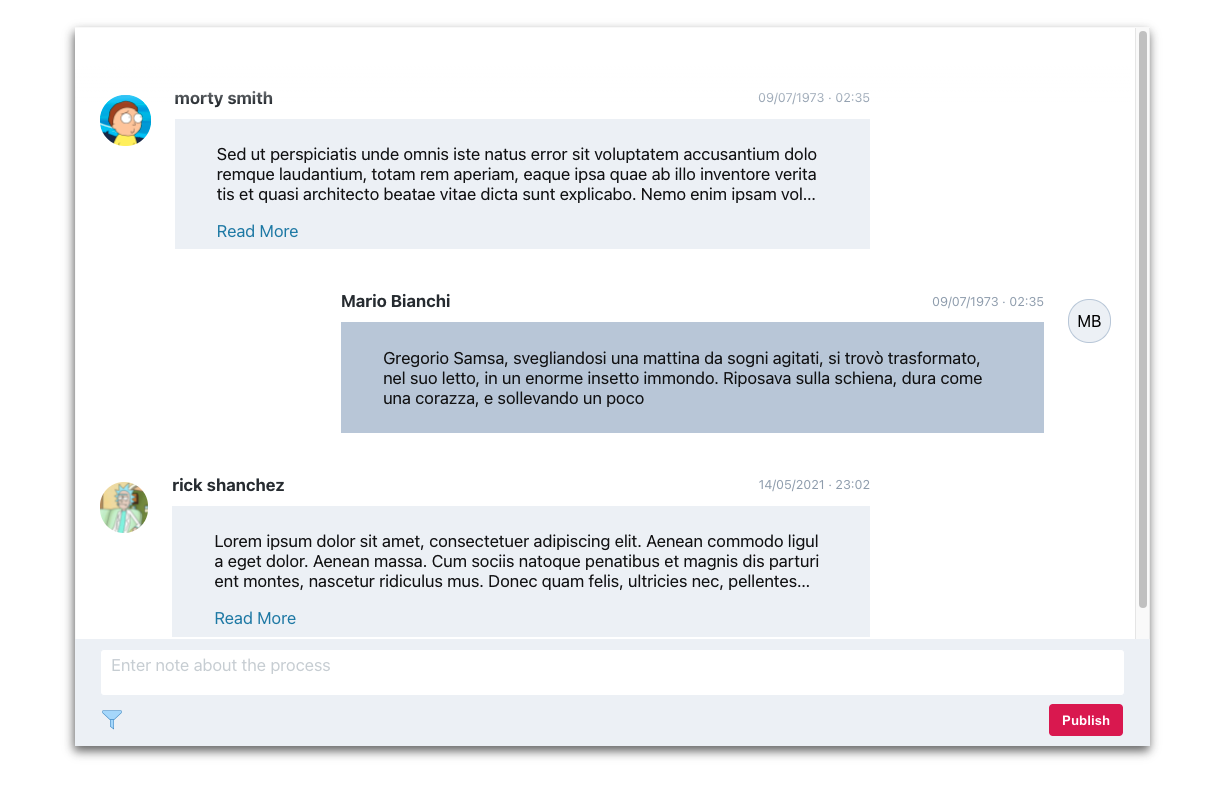 morty smith
09/07/1973 · 02:35
Sed ut perspiciatis unde omnis iste natus error sit voluptatem accusantium dolo
remque laudantium, totam rem aperiam, eaque ipsa quae ab illo inventore verita
tis et quasi architecto beatae vitae dicta sunt explicabo. Nemo enim ipsam vol...
Read More
Mario Bianchi
09/07/1973 · 02:35
MB
Gregorio Samsa, svegliandosi una mattina da sogni agitati, si trovò trasformato,
nel suo letto, in un enorme insetto immondo. Riposava sulla schiena, dura come
una corazza, e sollevando un poco
rick shanchez
14/05/2021 · 23:02
Lorem ipsum dolor sit amet, consectetuer adipiscing elit. Aenean commodo ligul
a eget dolor. Aenean massa. Cum sociis natoque penatibus et magnis dis parturi
ent montes, nascetur ridiculus mus. Donec quam felis, ultricies nec, pellentes...
Read More
Enter note about the process
Publish